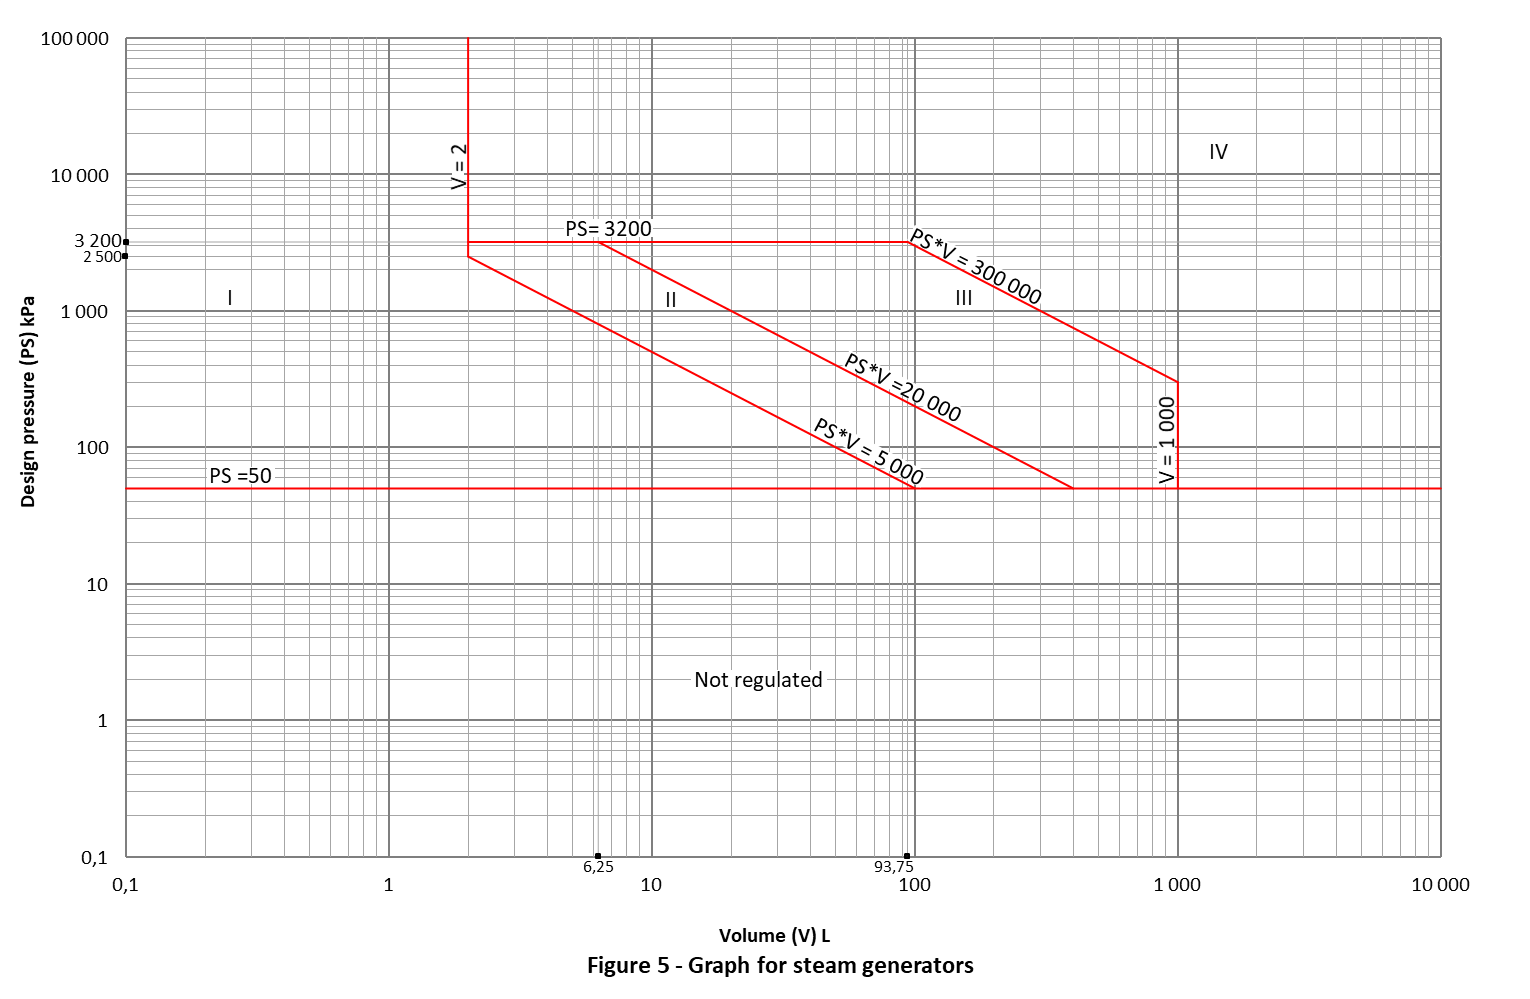 100 000
10 000
3 200
2 500
1 000
100
10
1
0,1
Design pressure (PS) kPa
V = 2
PS= 3200
PS*V = 300 000
IV
I
II
III
PS*V =20 000
PS*V = 5 000
V = 1 000
PS =50
Not regulated
6,25
93,75
0,1
1
10
100
1 000
10 000
Volume (V) L
Figure 5 - Graph for steam generators